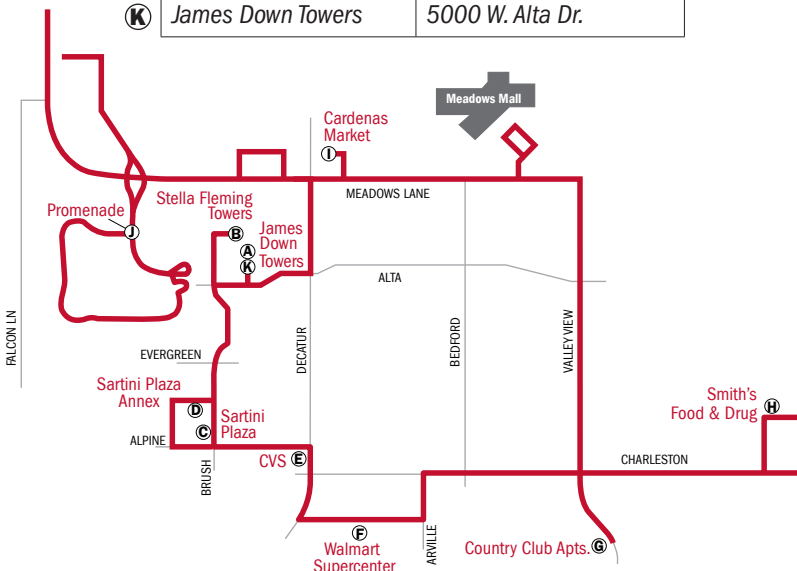 K James Down Towers 5000 W. Alta Dr.
Meadows Mall
Cardenas
Market
I
MEADOWS LANE
Stella Fleming
Towers
B
Promenade
J
James
Down
Towers
A
K
ALTA
FALCON LN
DECATUR
BEDFORD
VALLEY VIEW
EVERGREEN
Sartini Plaza
Annex
D
Sartini
Plaza
C
ALPINE
BRUSH
CVS E
Smith's
Food & Drug
H
CHARLESTON
F
Walmart
Supercenter
ARVILLE
Country Club Apts. G